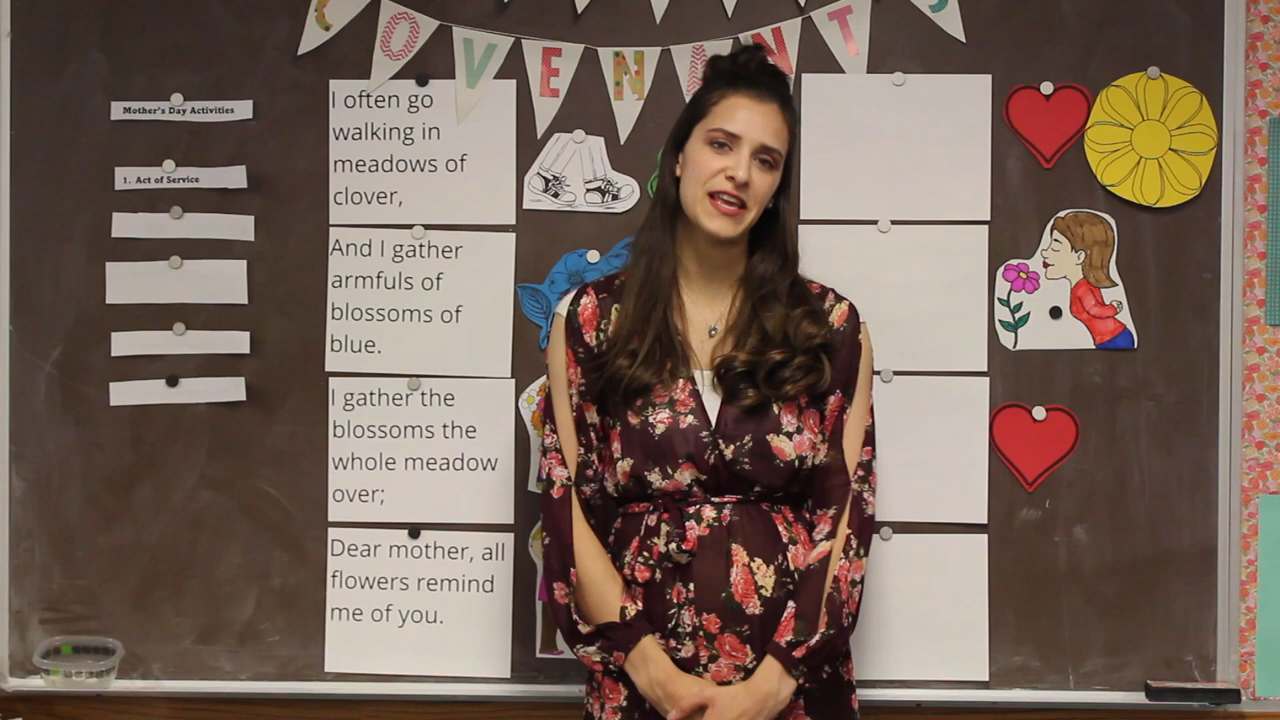 COVENANT S
Mother's Day Activities
1. Act of Service
I often go
walking in
meadows of
clover,
And I gather
armfuls of
blossoms of
blue.
I gather the
blossoms the
whole meadow
over;
Dear mother, all
flowers remind
me of you.